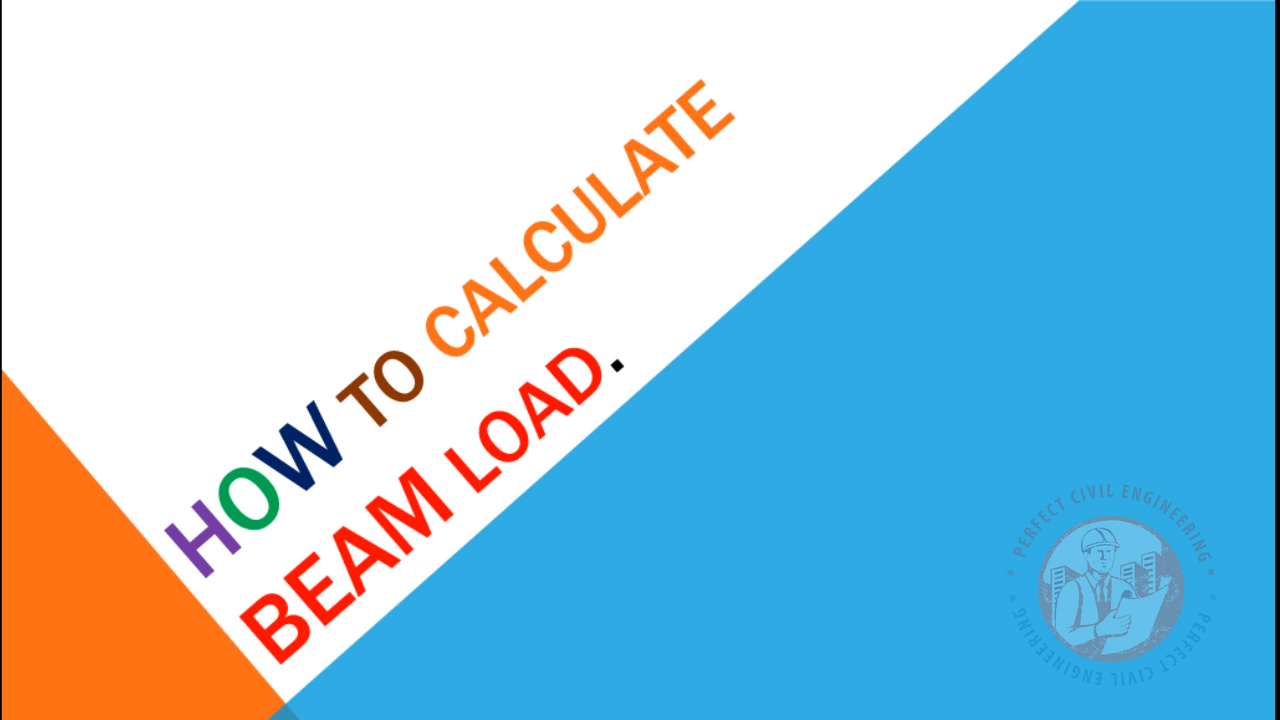 HOW TO CALCULATE
BEAM LOAD.
PERFECT CIVIL ENGINEERING
PERFECT CIVIL ENGINEERING